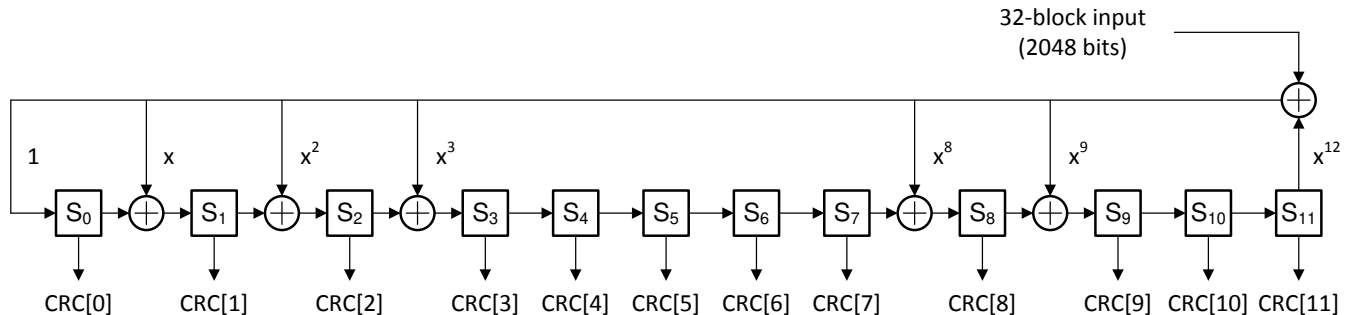 32-block input
(2048 bits)
1 x x² x³ x⁸ x⁹ x¹²
S₀ S₁ S₂ S₃ S₄ S₅ S₆ S₇ S₈ S₉ S₁₀ S₁₁
CRC[0] CRC[1] CRC[2] CRC[3] CRC[4] CRC[5] CRC[6] CRC[7] CRC[8] CRC[9] CRC[10] CRC[11]